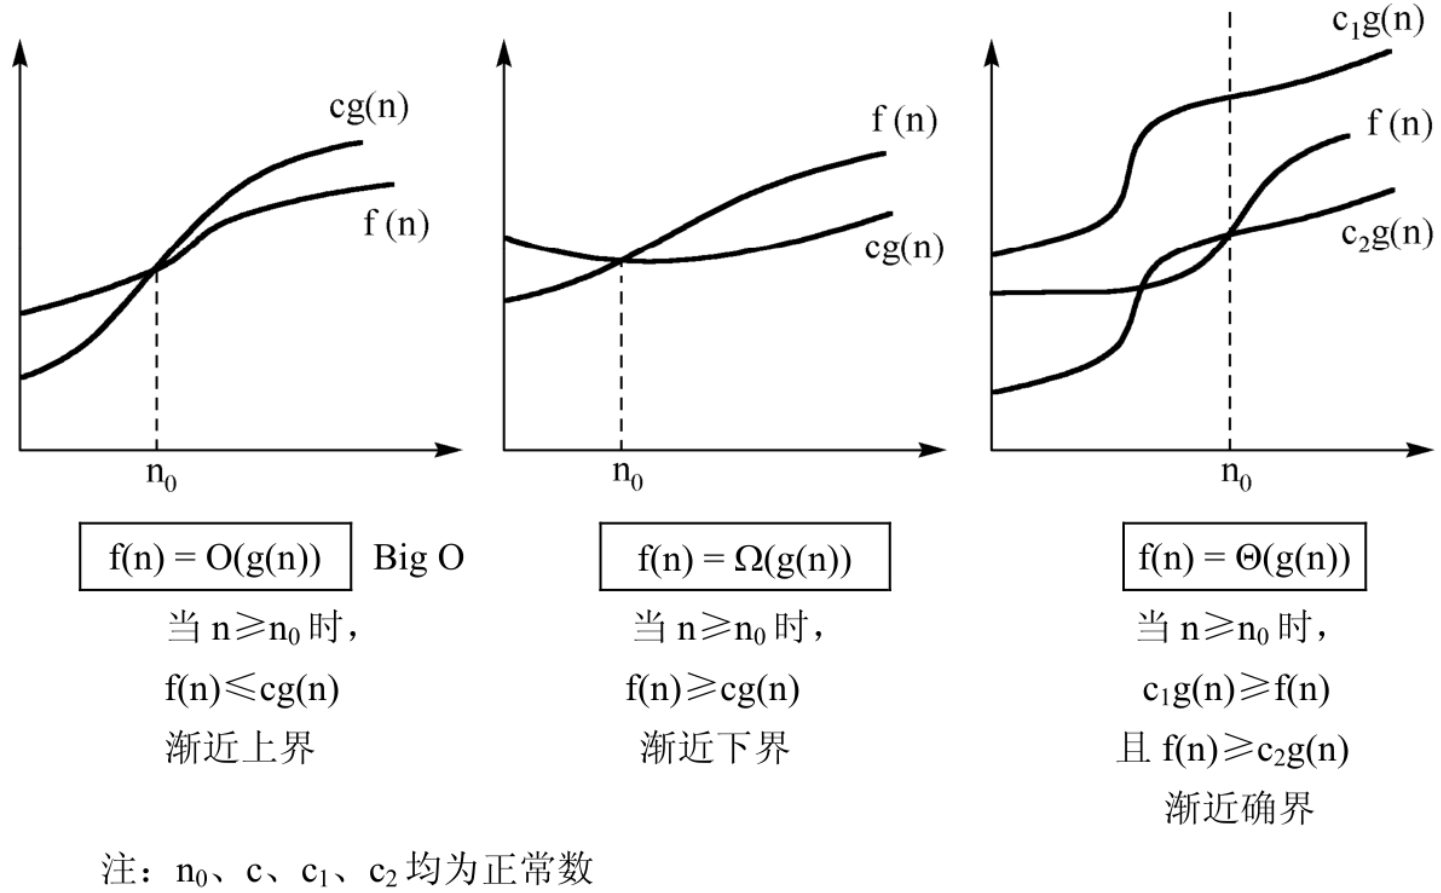 cg(n)
f (n)
n₀
f(n) = O(g(n)) Big O
当 n≥n₀ 时，
f(n)≤cg(n)
渐近上界
f (n)
cg(n)
n₀
f(n) = Ω(g(n))
当 n≥n₀ 时，
f(n)≥cg(n)
渐近下界
c₁g(n)
f (n)
c₂g(n)
n₀
f(n) = Θ(g(n))
当 n≥n₀ 时，
c₁g(n)≥f(n)
且 f(n)≥c₂g(n)
渐近确界
注：n₀、c、c₁、c₂ 均为正常数